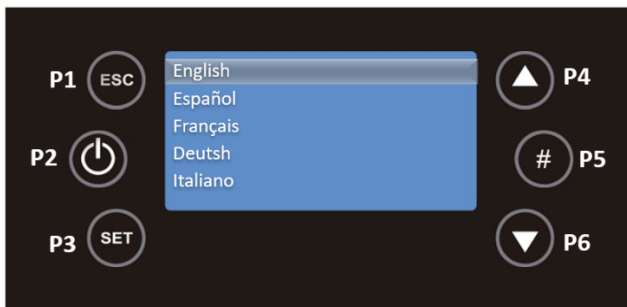 P1 ESC
P2
P3 SET
English
Español
Français
Deutsh
Italiano
P4
# P5
P6